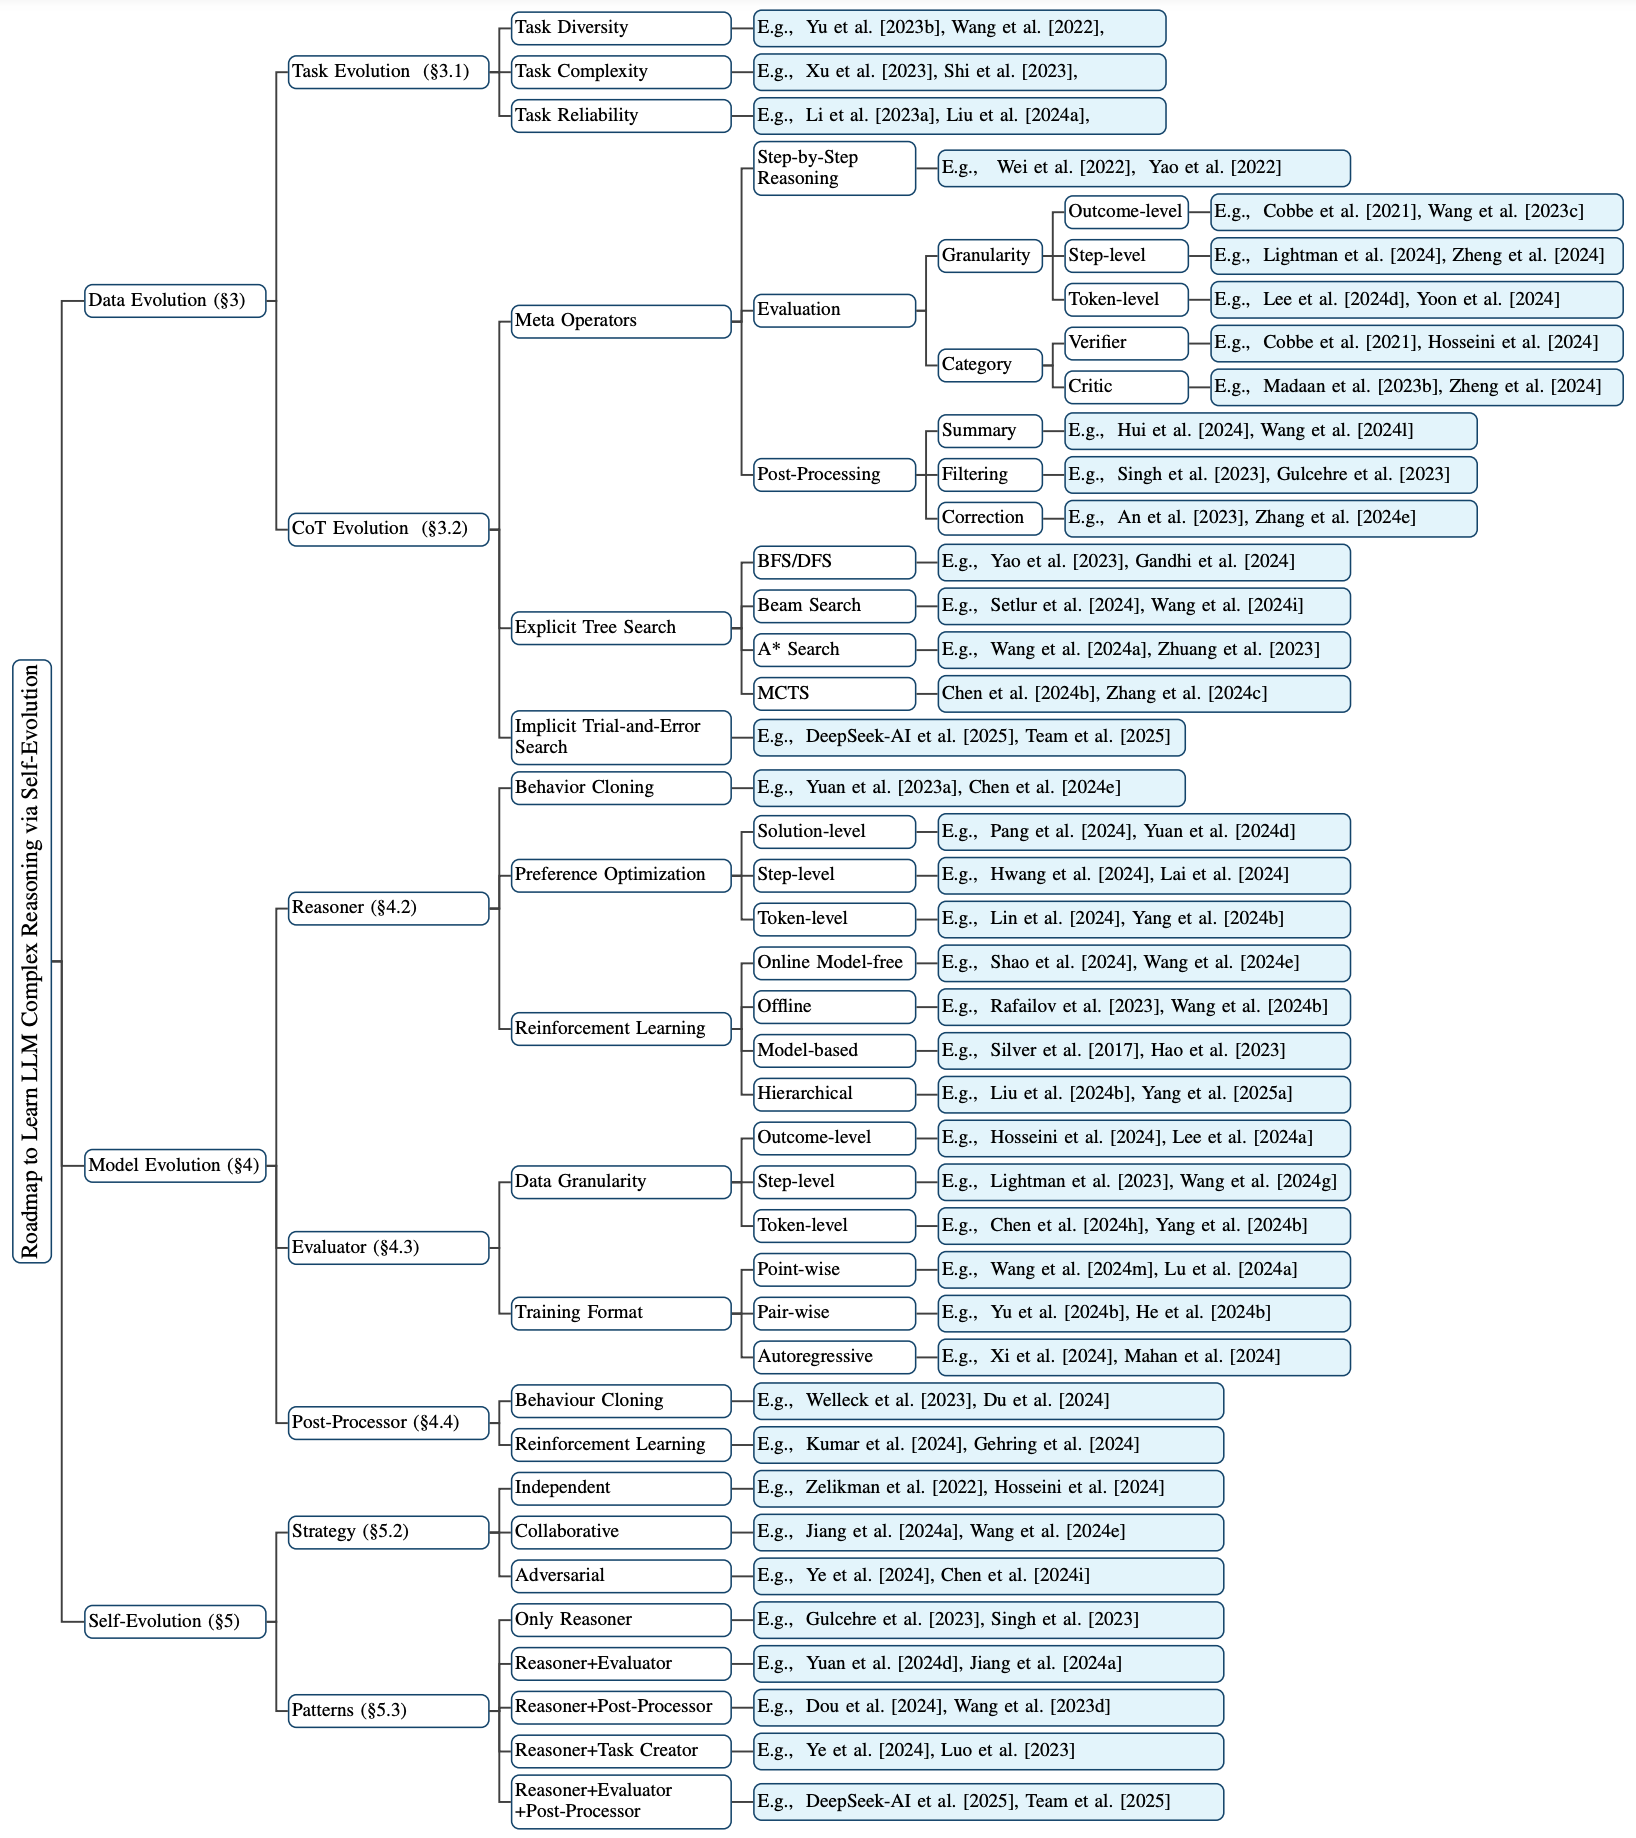 Roadmap to Learn LLM Complex Reasoning via Self-Evolution
Data Evolution (§3)
Task Evolution (§3.1)
Task Diversity
E.g., Yu et al. [2023b], Wang et al. [2022],
Task Complexity
E.g., Xu et al. [2023], Shi et al. [2023],
Task Reliability
E.g., Li et al. [2023a], Liu et al. [2024a],
CoT Evolution (§3.2)
Meta Operators
Step-by-Step
Reasoning
E.g., Wei et al. [2022], Yao et al. [2022]
Evaluation
Granularity
Outcome-level
E.g., Cobbe et al. [2021], Wang et al. [2023c]
Step-level
E.g., Lightman et al. [2024], Zheng et al. [2024]
Token-level
E.g., Lee et al. [2024d], Yoon et al. [2024]
Category
Verifier
E.g., Cobbe et al. [2021], Hosseini et al. [2024]
Critic
E.g., Madaan et al. [2023b], Zheng et al. [2024]
Post-Processing
Summary
E.g., Hui et al. [2024], Wang et al. [2024l]
Filtering
E.g., Singh et al. [2023], Gulcehre et al. [2023]
Correction
E.g., An et al. [2023], Zhang et al. [2024e]
Explicit Tree Search
BFS/DFS
E.g., Yao et al. [2023], Gandhi et al. [2024]
Beam Search
E.g., Setlur et al. [2024], Wang et al. [2024i]
A* Search
E.g., Wang et al. [2024a], Zhuang et al. [2023]
MCTS
Chen et al. [2024b], Zhang et al. [2024c]
Implicit Trial-and-Error
Search
E.g., DeepSeek-AI et al. [2025], Team et al. [2025]
Model Evolution (§4)
Reasoner (§4.2)
Behavior Cloning
E.g., Yuan et al. [2023a], Chen et al. [2024e]
Preference Optimization
Solution-level
E.g., Pang et al. [2024], Yuan et al. [2024d]
Step-level
E.g., Hwang et al. [2024], Lai et al. [2024]
Token-level
E.g., Lin et al. [2024], Yang et al. [2024b]
Reinforcement Learning
Online Model-free
E.g., Shao et al. [2024], Wang et al. [2024e]
Offline
E.g., Rafailov et al. [2023], Wang et al. [2024b]
Model-based
E.g., Silver et al. [2017], Hao et al. [2023]
Hierarchical
E.g., Liu et al. [2024b], Yang et al. [2025a]
Evaluator (§4.3)
Data Granularity
Outcome-level
E.g., Hosseini et al. [2024], Lee et al. [2024a]
Step-level
E.g., Lightman et al. [2023], Wang et al. [2024g]
Token-level
E.g., Chen et al. [2024h], Yang et al. [2024b]
Training Format
Point-wise
E.g., Wang et al. [2024m], Lu et al. [2024a]
Pair-wise
E.g., Yu et al. [2024b], He et al. [2024b]
Autoregressive
E.g., Xi et al. [2024], Mahan et al. [2024]
Post-Processor (§4.4)
Behaviour Cloning
E.g., Welleck et al. [2023], Du et al. [2024]
Reinforcement Learning
E.g., Kumar et al. [2024], Gehring et al. [2024]
Self-Evolution (§5)
Strategy (§5.2)
Independent
E.g., Zelikman et al. [2022], Hosseini et al. [2024]
Collaborative
E.g., Jiang et al. [2024a], Wang et al. [2024e]
Adversarial
E.g., Ye et al. [2024], Chen et al. [2024i]
Patterns (§5.3)
Only Reasoner
E.g., Gulcehre et al. [2023], Singh et al. [2023]
Reasoner+Evaluator
E.g., Yuan et al. [2024d], Jiang et al. [2024a]
Reasoner+Post-Processor
E.g., Dou et al. [2024], Wang et al. [2023d]
Reasoner+Task Creator
E.g., Ye et al. [2024], Luo et al. [2023]
Reasoner+Evaluator
+Post-Processor
E.g., DeepSeek-AI et al. [2025], Team et al. [2025]